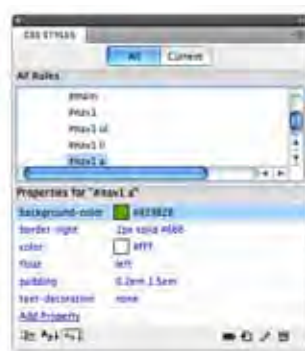 CSS STYLES
All Current
All Rules
#main
#nav1
#nav1 ul
#nav1 li
#nav1 a
Properties for "#nav1 a"
background-color
border-right 1px solid #666
color #fff
float left
padding 0.2em 1.5em
text-decoration none
Add Property